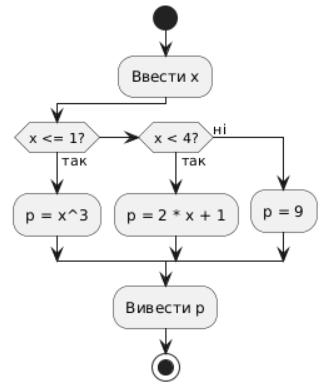 Ввести x
x <= 1?
x < 4?
ні
так
так
p = x^3
p = 2 * x + 1
p = 9
Вивести p